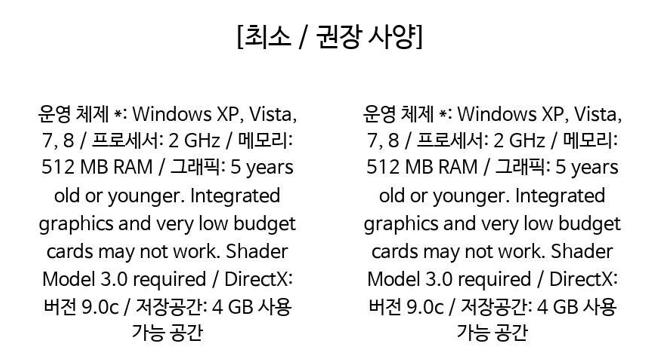 [최소 / 권장 사양]
운영 체제 *: Windows XP, Vista,
7, 8 / 프로세서: 2 GHz / 메모리:
512 MB RAM / 그래픽: 5 years
old or younger. Integrated
graphics and very low budget
cards may not work. Shader
Model 3.0 required / DirectX:
버전 9.0c / 저장공간: 4 GB 사용
가능 공간
운영 체제 *: Windows XP, Vista,
7, 8 / 프로세서: 2 GHz / 메모리:
512 MB RAM / 그래픽: 5 years
old or younger. Integrated
graphics and very low budget
cards may not work. Shader
Model 3.0 required / DirectX:
버전 9.0c / 저장공간: 4 GB 사용
가능 공간